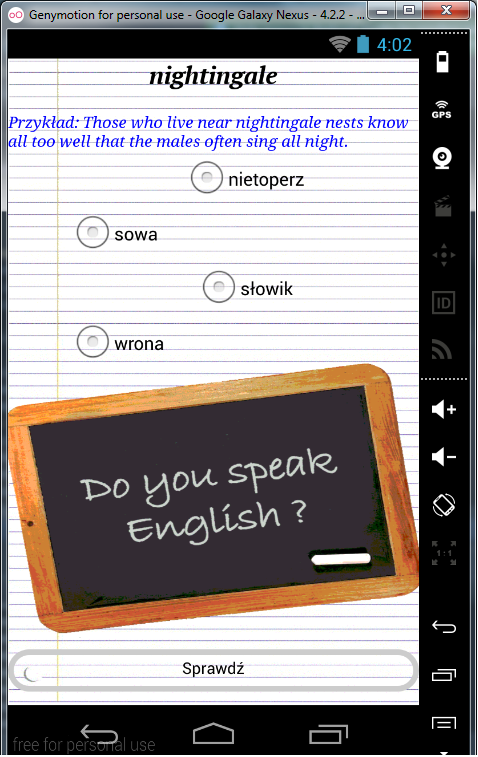 Genymotion for personal use - Google Galaxy Nexus - 4.2.2 - ...
4:02
nightingale
Przykład: Those who live near nightingale nests know
all too well that the males often sing all night.
nietoperz
sowa
słowik
wrona
Do you speak
English ?
Sprawdź
free for personal use
GPS
ID
1:1